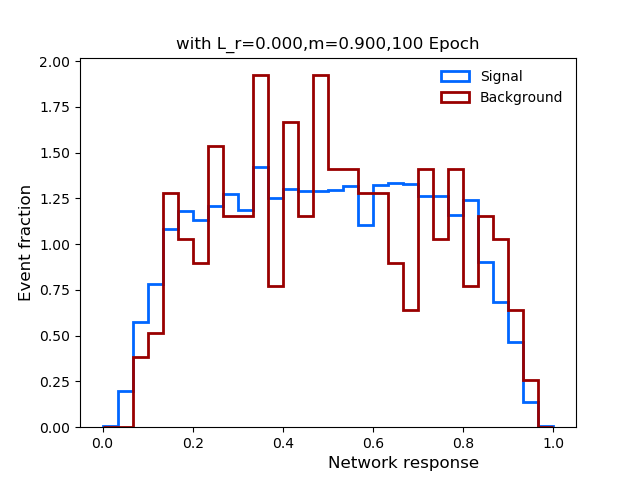 with L_r=0.000,m=0.900,100 Epoch
Signal
Background
Event fraction
2.00
1.75
1.50
1.25
1.00
0.75
0.50
0.25
0.00
0.0 0.2 0.4 0.6 0.8 1.0
Network response